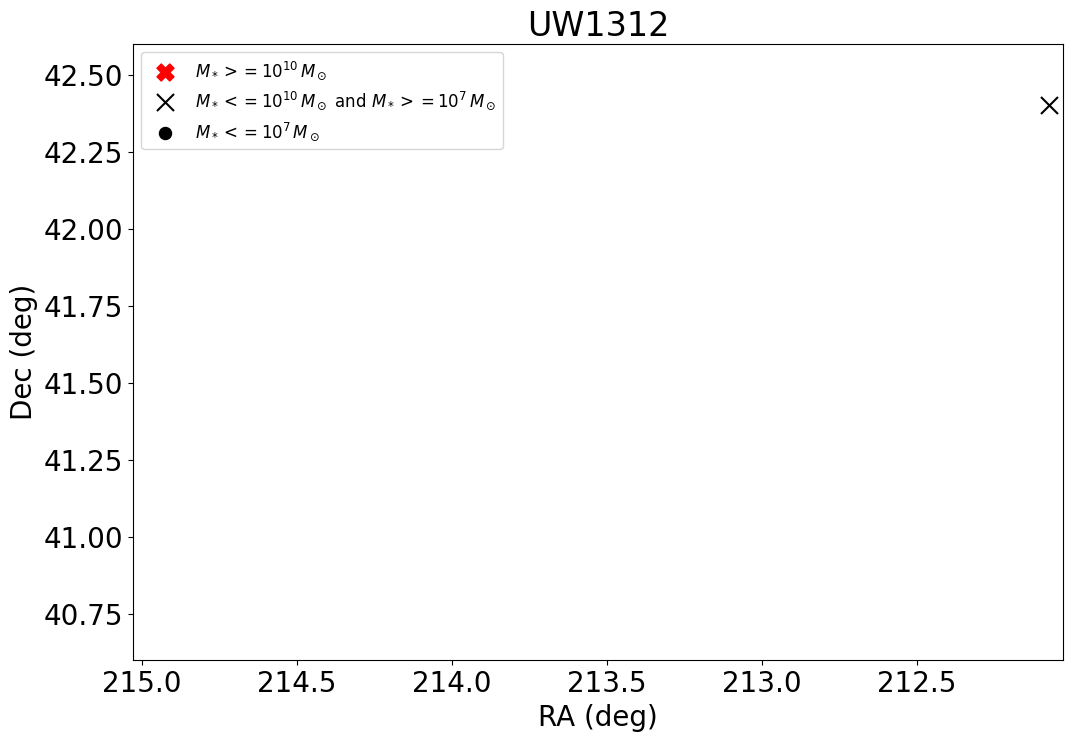 UW1312
M* >= 10^10 M⊙
M* <= 10^10 M⊙ and M* >= 10^7 M⊙
M* <= 10^7 M⊙
Dec (deg)
42.50
42.25
42.00
41.75
41.50
41.25
41.00
40.75
215.0 214.5 214.0 213.5 213.0 212.5
RA (deg)